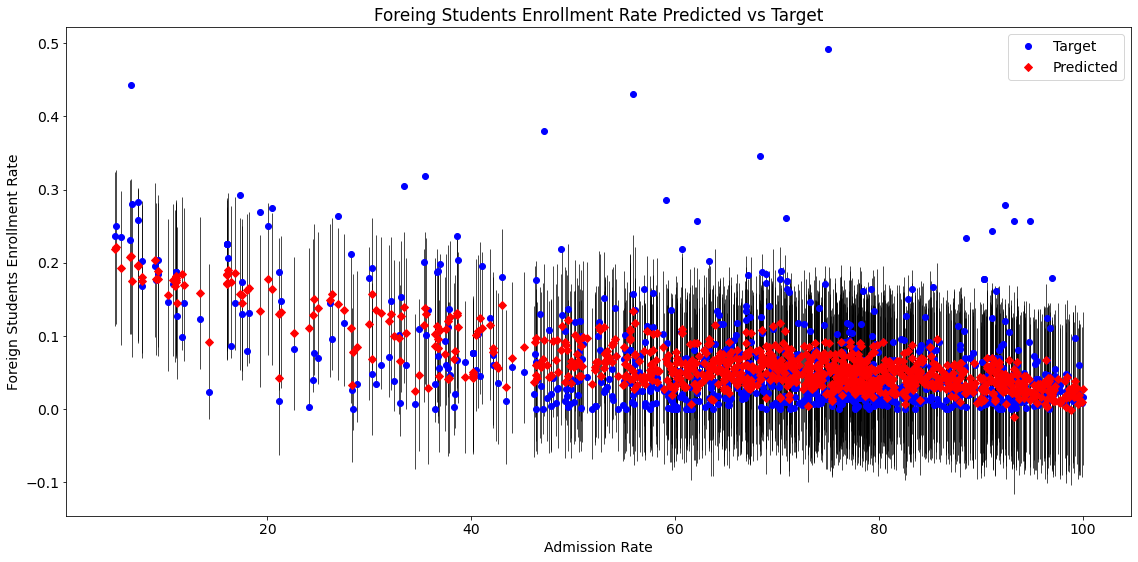 Foreing Students Enrollment Rate Predicted vs Target
Target
Predicted
Foreign Students Enrollment Rate
0.5
0.4
0.3
0.2
0.1
0.0
−0.1
20
40
60
80
100
Admission Rate